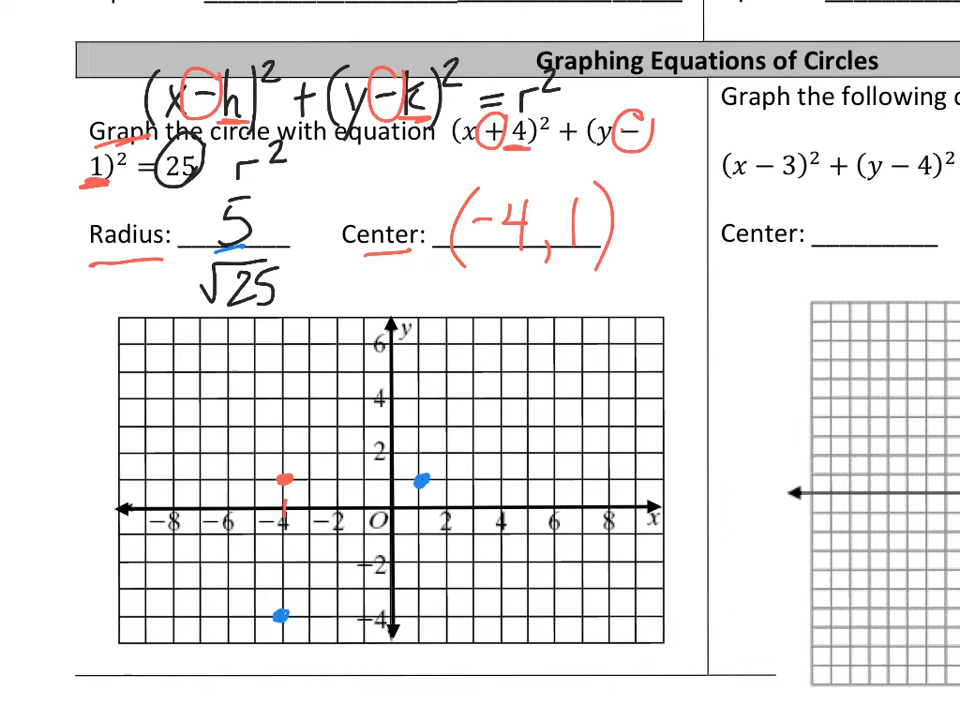 Graphing Equations of Circles
(x - h)² + (y - k)² = r²
Graph the circle with equation (x + 4)² + (y −
1)² = 25 r²
Radius: 5 Center: (-4, 1)
√25
y
6
4
2
−8 −6 −4 −2 O 2 4 6 8 x
−2
−4
Graph the following c
(x − 3)² + (y − 4)²
Center: ________